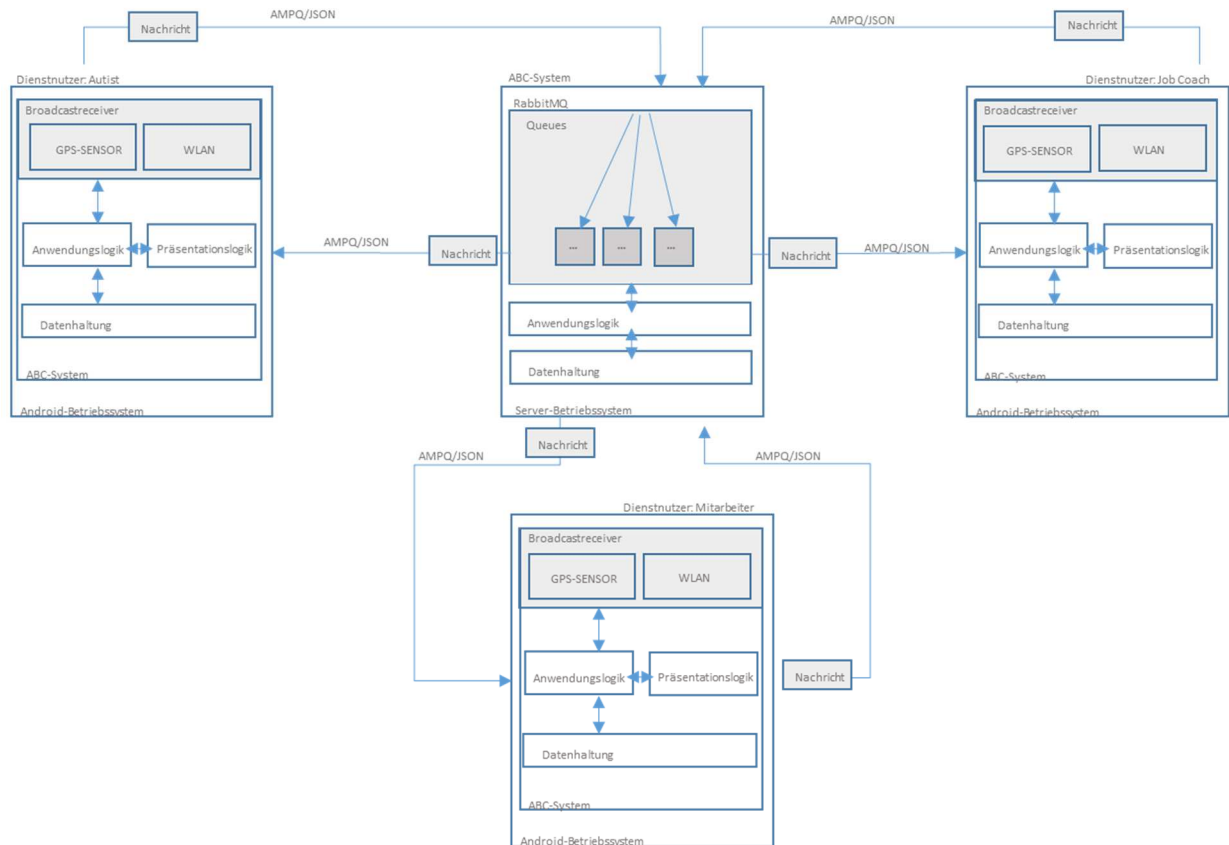 AMPQ/JSON
Nachricht
AMPQ/JSON
Nachricht
Dienstnutzer: Autist
Broadcastreceiver
GPS-SENSOR
WLAN
Anwendungslogik
Präsentationslogik
Datenhaltung
ABC-System
Android-Betriebssystem
AMPQ/JSON
Nachricht
ABC-System
RabbitMQ
Queues
...
...
...
Anwendungslogik
Datenhaltung
Server-Betriebssystem
Nachricht
AMPQ/JSON
Dienstnutzer: Job Coach
Broadcastreceiver
GPS-SENSOR
WLAN
Anwendungslogik
Präsentationslogik
Datenhaltung
ABC-System
Android-Betriebssystem
Nachricht
AMPQ/JSON
AMPQ/JSON
Dienstnutzer: Mitarbeiter
Broadcastreceiver
GPS-SENSOR
WLAN
Anwendungslogik
Präsentationslogik
Nachricht
Datenhaltung
ABC-System
Android-Betriebssystem